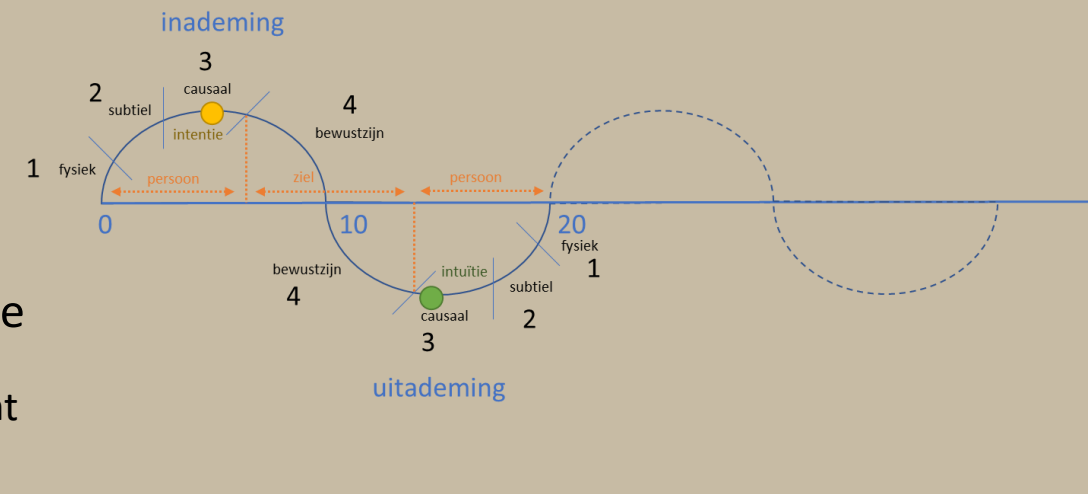 inademing
3
causaal
2
subtiel
4
bewustzijn
intentie
1
fysiek
persoon
ziel
persoon
0
10
20
fysiek
1
bewustzijn
4
intuïtie
subtiel
2
causaal
3
uitademing
e
t